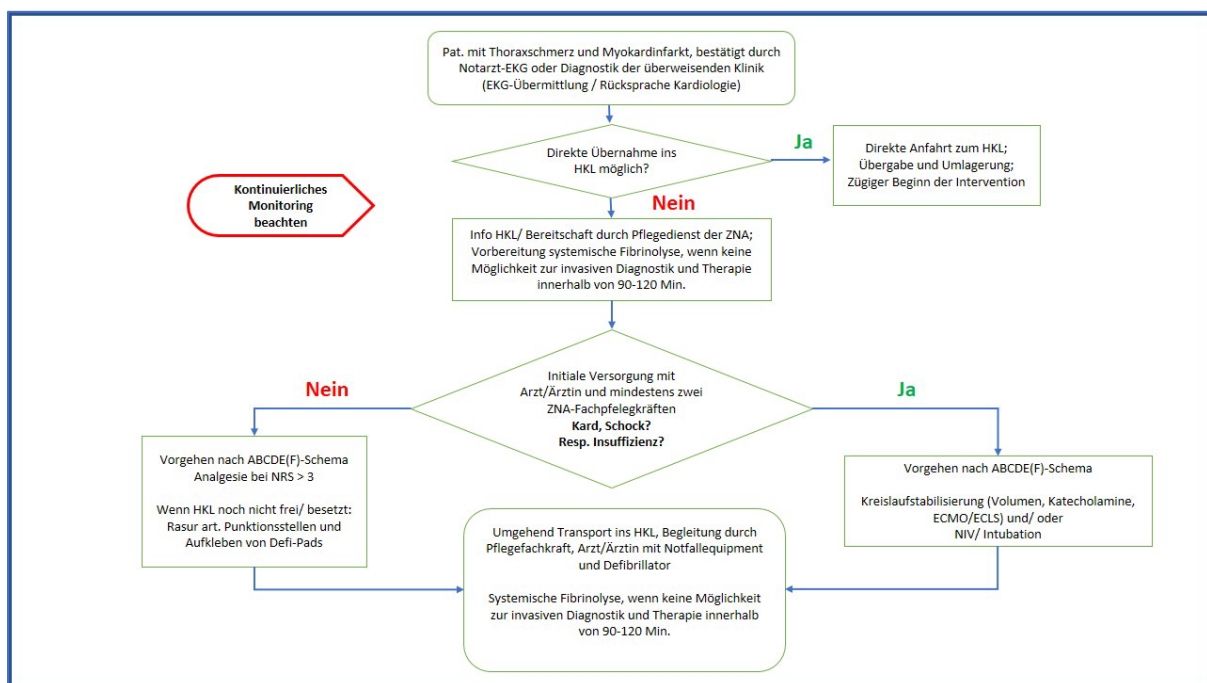 Pat. mit Thoraxschmerz und Myokardinfarkt, bestätigt durch
Notarzt-EKG oder Diagnostik der überweisenden Klinik
(EKG-Übermittlung / Rücksprache Kardiologie)
Direkte Übernahme ins
HKL möglich?
Ja
Direkte Anfahrt zum HKL;
Übergabe und Umlagerung;
Zügiger Beginn der Intervention
Kontinuierliches
Monitoring
beachten
Nein
Info HKL/ Bereitschaft durch Pflegedienst der ZNA;
Vorbereitung systemische Fibrinolyse, wenn keine
Möglichkeit zur invasiven Diagnostik und Therapie
innerhalb von 90-120 Min.
Initiale Versorgung mit
Arzt/Ärztin und mindestens zwei
ZNA-Fachpfelegkräften
Kard, Schock?
Resp. Insuffizienz?
Nein
Ja
Vorgehen nach ABCDE(F)-Schema
Analgesie bei NRS > 3
Wenn HKL noch nicht frei/ besetzt:
Rasur art. Punktionsstellen und
Aufkleben von Defi-Pads
Vorgehen nach ABCDE(F)-Schema
Kreislaufstabilisierung (Volumen, Katecholamine,
ECMO/ECLS) und/ oder
NIV/ Intubation
Umgehend Transport ins HKL, Begleitung durch
Pflegefachkraft, Arzt/Ärztin mit Notfallequipment
und Defibrillator
Systemische Fibrinolyse, wenn keine Möglichkeit
zur invasiven Diagnostik und Therapie innerhalb
von 90-120 Min.